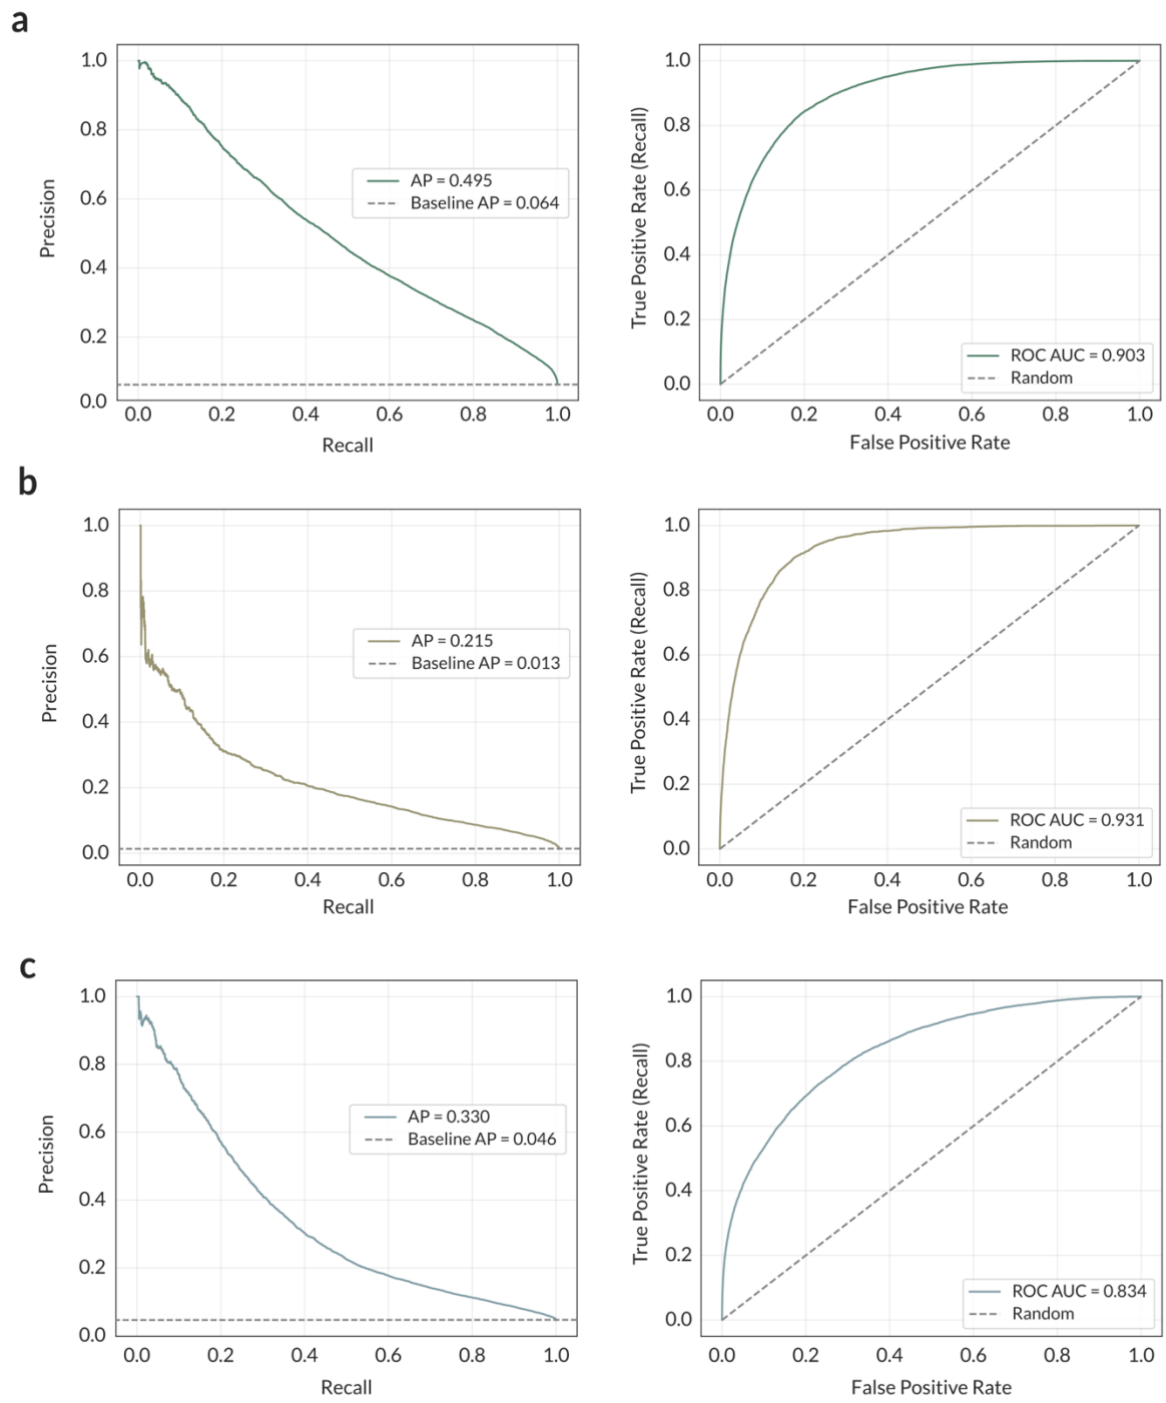 a
1.0
0.8
0.6
0.4
0.2
0.0
Precision
AP = 0.495
Baseline AP = 0.064
0.0 0.2 0.4 0.6 0.8 1.0
Recall
1.0
0.8
0.6
0.4
0.2
0.0
True Positive Rate (Recall)
ROC AUC = 0.903
Random
0.0 0.2 0.4 0.6 0.8 1.0
False Positive Rate
b
1.0
0.8
0.6
0.4
0.2
0.0
Precision
AP = 0.215
Baseline AP = 0.013
0.0 0.2 0.4 0.6 0.8 1.0
Recall
1.0
0.8
0.6
0.4
0.2
0.0
True Positive Rate (Recall)
ROC AUC = 0.931
Random
0.0 0.2 0.4 0.6 0.8 1.0
False Positive Rate
c
1.0
0.8
0.6
0.4
0.2
0.0
Precision
AP = 0.330
Baseline AP = 0.046
0.0 0.2 0.4 0.6 0.8 1.0
Recall
1.0
0.8
0.6
0.4
0.2
0.0
True Positive Rate (Recall)
ROC AUC = 0.834
Random
0.0 0.2 0.4 0.6 0.8 1.0
False Positive Rate